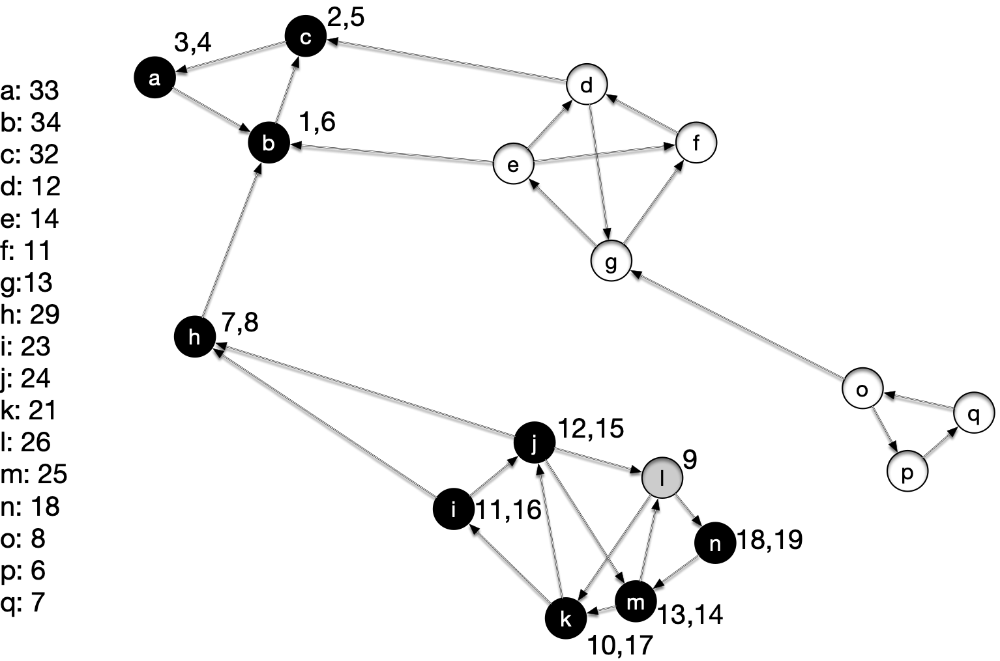 a: 33
b: 34
c: 32
d: 12
e: 14
f: 11
g:13
h: 29
i: 23
j: 24
k: 21
l: 26
m: 25
n: 18
o: 8
p: 6
q: 7
2,5
c
3,4
a
d
1,6
b
f
e
g
7,8
h
o
q
12,15
j
9
l
p
i
11,16
n
18,19
m
13,14
k
10,17